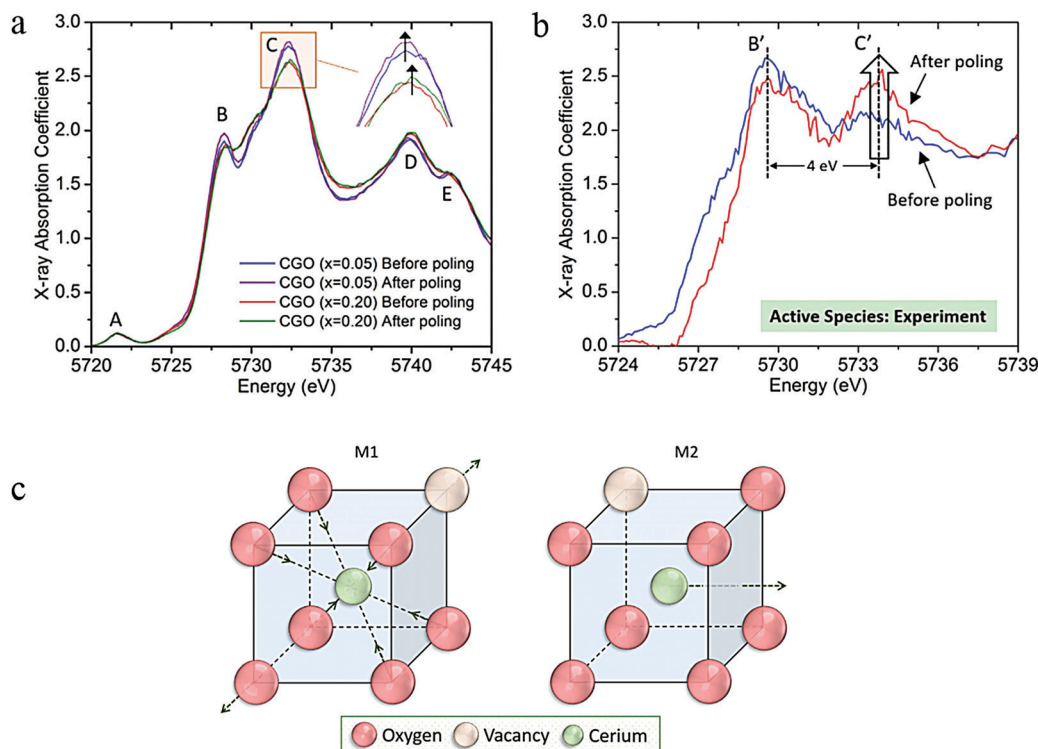 a
X-ray Absorption Coefficient
3.0
2.5
2.0
1.5
1.0
0.5
0.0
A
B
C
D
E
CGO (x=0.05) Before poling
CGO (x=0.05) After poling
CGO (x=0.20) Before poling
CGO (x=0.20) After poling
5720 5725 5730 5735 5740 5745
Energy (eV)
b
X-ray Absorption Coefficient
3.0
2.5
2.0
1.5
1.0
0.5
0.0
B’
C’
After poling
4 eV
Before poling
Active Species: Experiment
5724 5727 5730 5733 5736 5739
Energy (eV)
c
M1
M2
Oxygen Vacancy Cerium